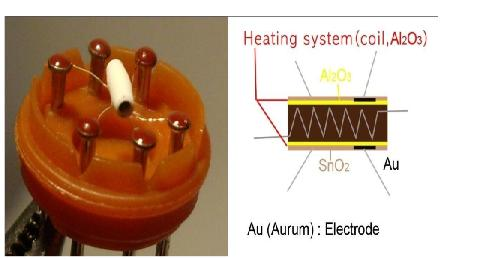 Heating system(coil,Al2O3)
Al2O3
SnO2
Au
Au (Aurum) : Electrode